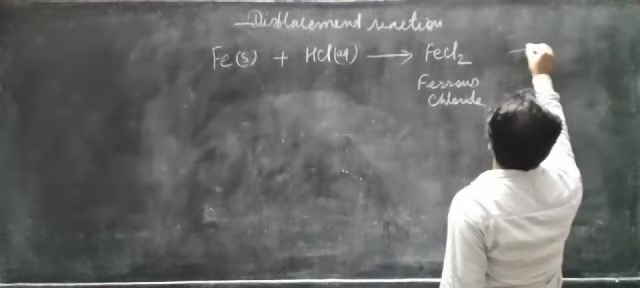 Displacement reaction
Fe(s) + HCl(aq) → FeCl2
Ferrous
Chloride